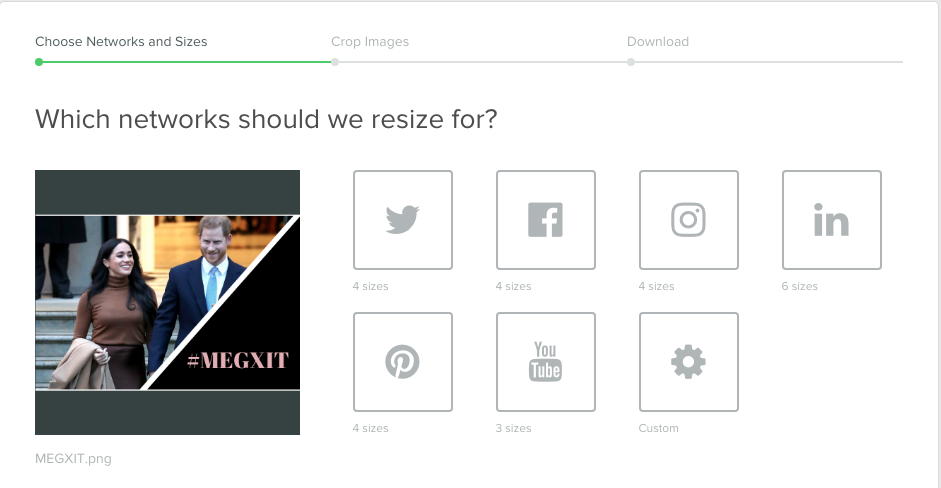 Choose Networks and Sizes
Crop Images
Download
Which networks should we resize for?
#MEGXIT
MEGXIT.png
in
4 sizes
4 sizes
4 sizes
6 sizes
You
Tube
4 sizes
3 sizes
Custom